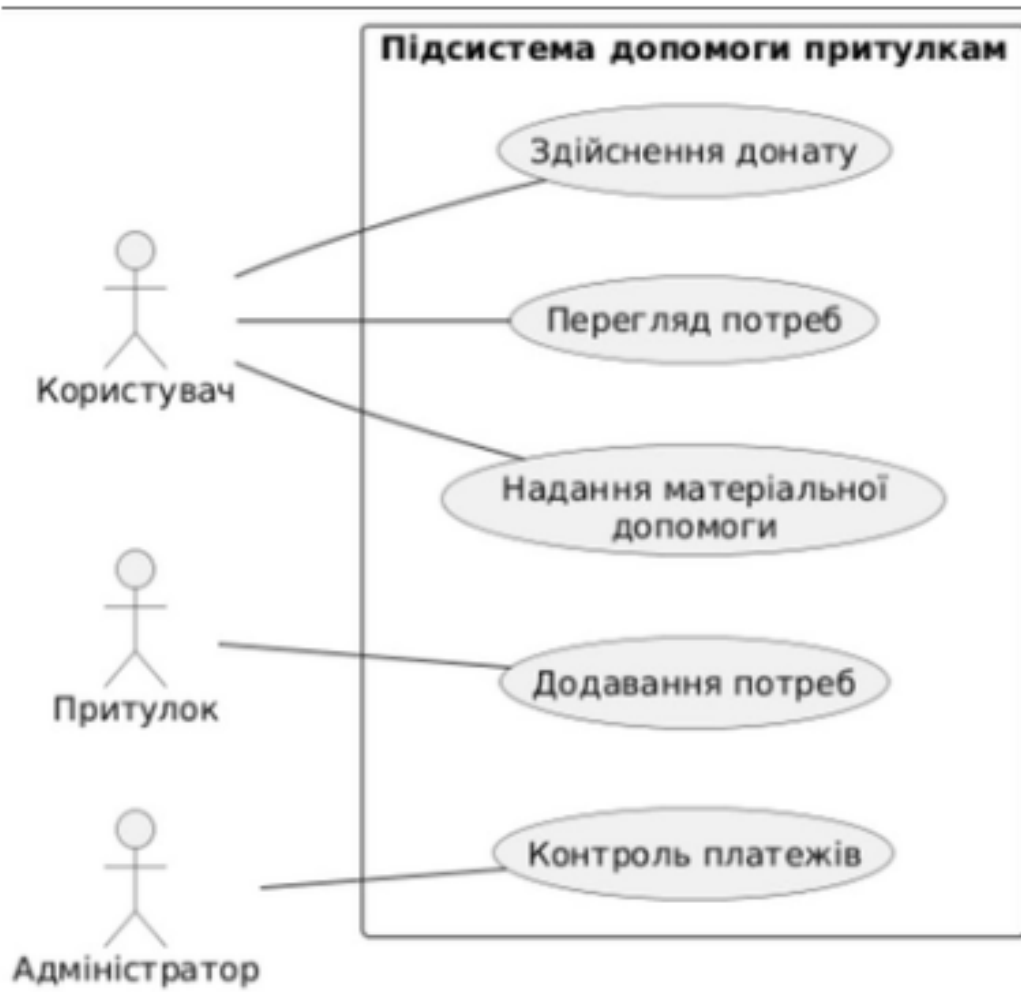 Підсистема допомоги притулкам
Здійснення донату
Перегляд потреб
Користувач
Надання матеріальної
допомоги
Додавання потреб
Притулок
Контроль платежів
Адміністратор